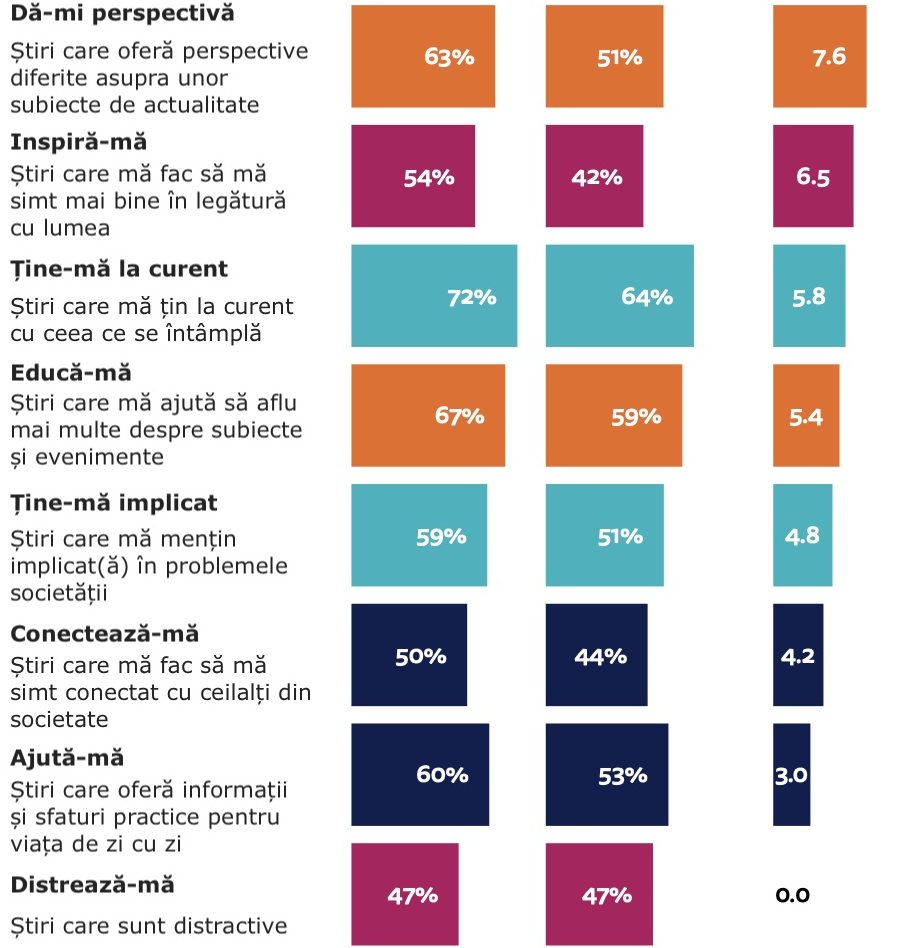 Dă-mi perspectivă
Știri care oferă perspective
diferite asupra unor
subiecte de actualitate
63%
51%
7.6
Inspiră-mă
Știri care mă fac să mă
simt mai bine în legătură
cu lumea
54%
42%
6.5
Ține-mă la curent
Știri care mă țin la curent
cu ceea ce se întâmplă
72%
64%
5.8
Educă-mă
Știri care mă ajută să aflu
mai multe despre subiecte
și evenimente
67%
59%
5.4
Ține-mă implicat
Știri care mă mențin
implicat(ă) în problemele
societății
59%
51%
4.8
Conectează-mă
Știri care mă fac să mă
simt conectat cu ceilalți din
societate
50%
44%
4.2
Ajută-mă
Știri care oferă informații
și sfaturi practice pentru
viața de zi cu zi
60%
53%
3.0
Distrează-mă
Știri care sunt distractive
47%
47%
0.0